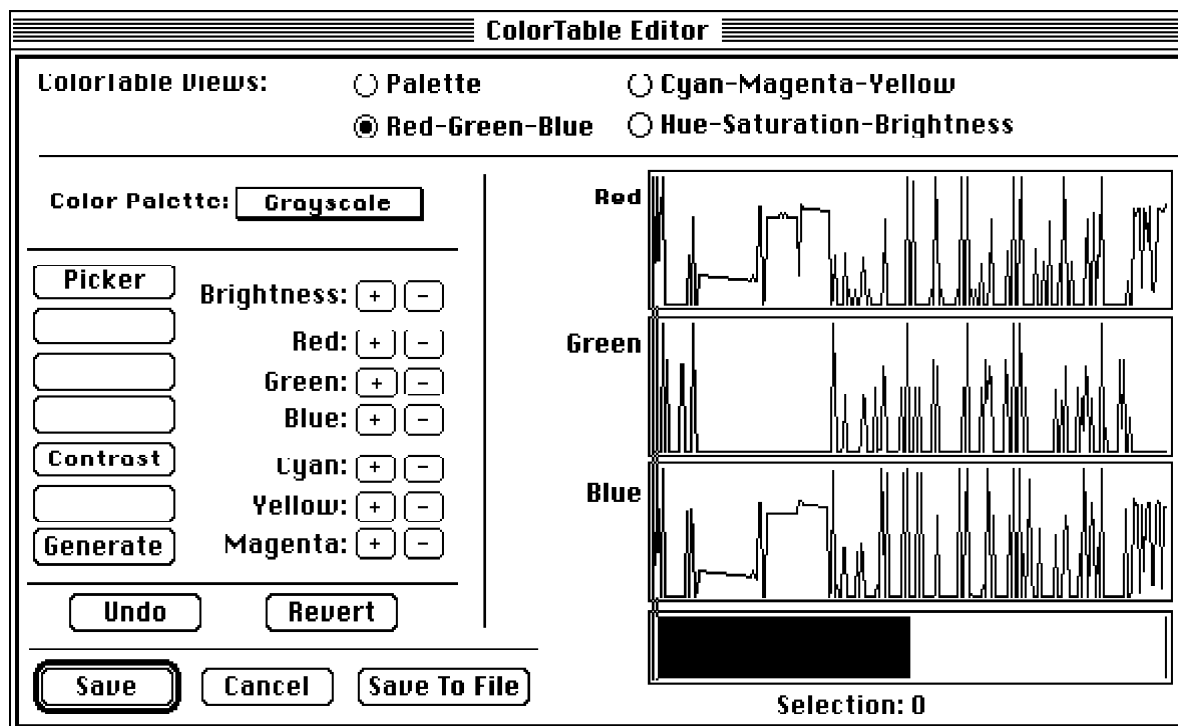 ColorTable Editor
ColorTable Views:
Palette
Cyan-Magenta-Yellow
Red-Green-Blue
Hue-Saturation-Brightness
Color Palette: Grayscale
Picker
Brightness: + -
Red: + -
Green: + -
Blue: + -
Contrast
Cyan: + -
Yellow: + -
Generate
Magenta: + -
Undo
Revert
Save
Cancel
Save To File
Red
Green
Blue
Selection: 0